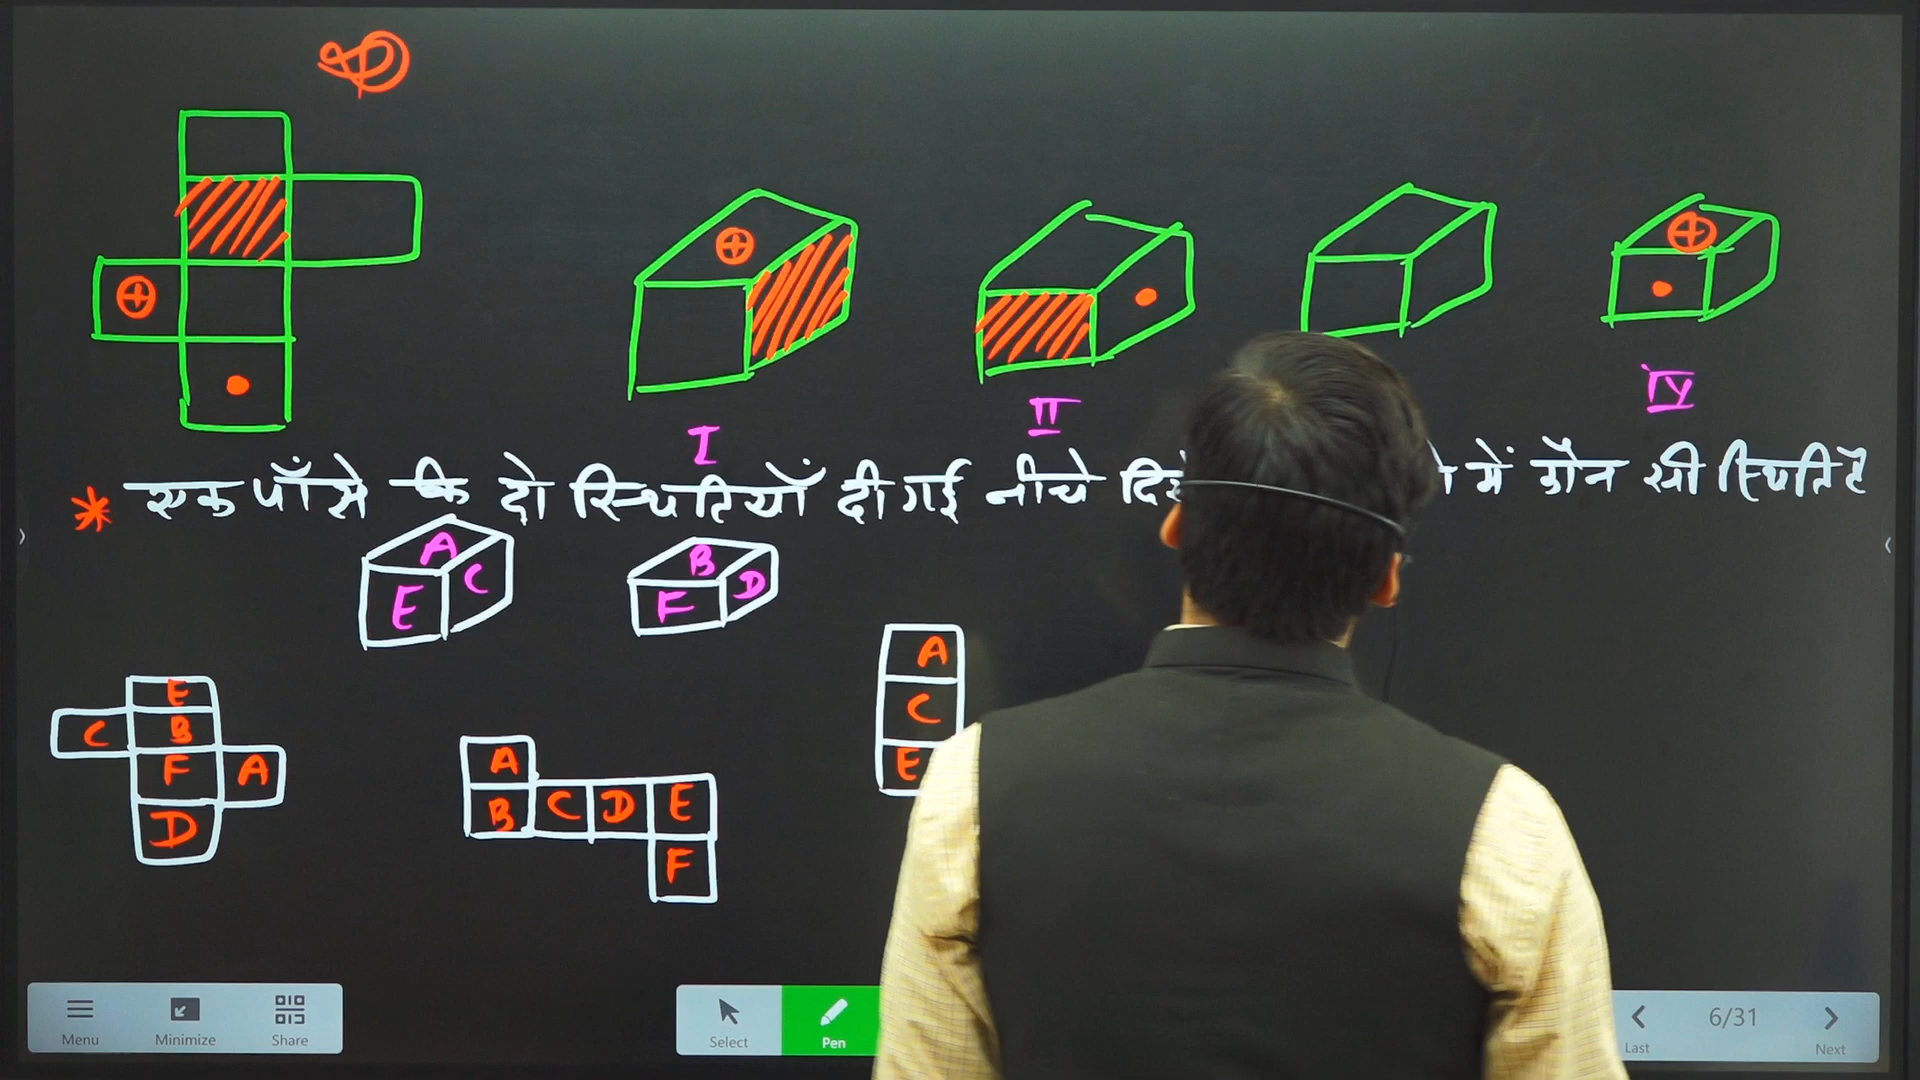 I
II
IV
* एक पाँसे कि दो स्थितियाँ दी गई नीचे दिये में कौन सी स्थिति है
A
E C
B
F D
E
C B
F A
D
A
B C D E
F
A
C
E
Menu Minimize Share Select Pen Last 6/31 Next